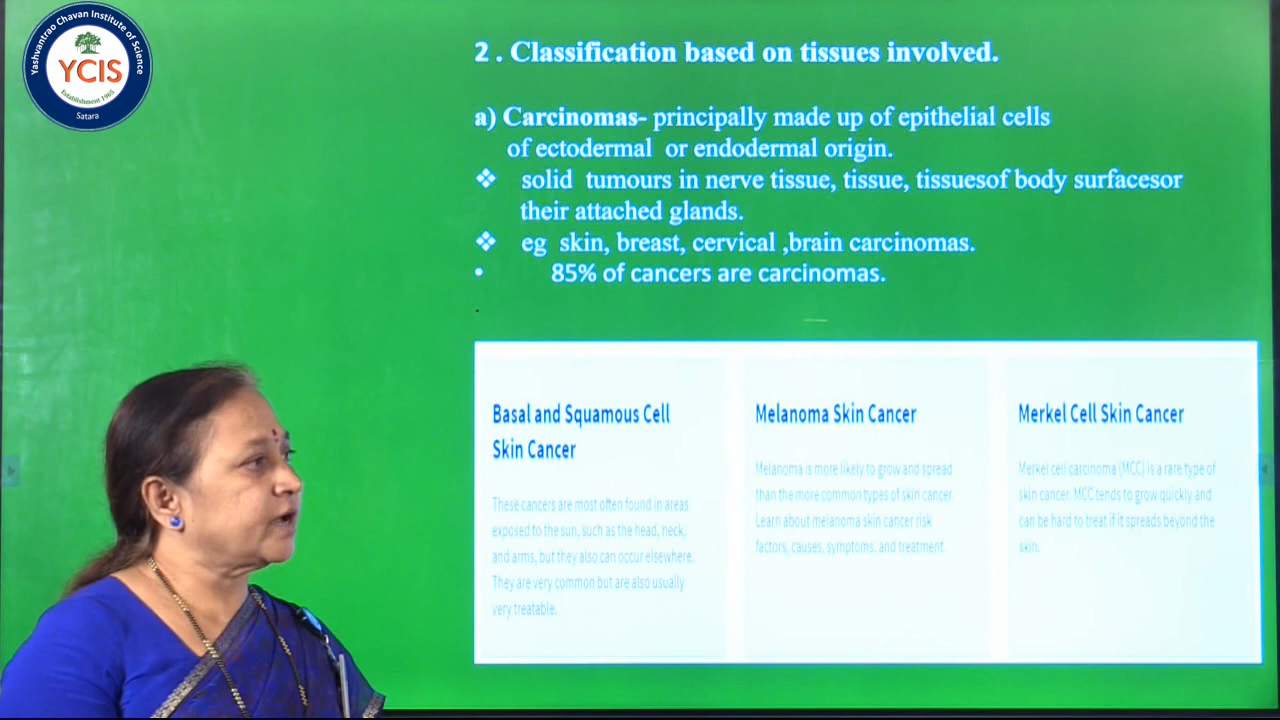 Yashvantrao Chavan Institute of Science
YCIS
Establishment 1965
Satara
2 . Classification based on tissues involved.
a) Carcinomas- principally made up of epithelial cells
of ectodermal or endodermal origin.
❖ solid tumours in nerve tissue, tissue, tissuesof body surfacesor
their attached glands.
❖ eg skin, breast, cervical ,brain carcinomas.
• 85% of cancers are carcinomas.
.
Basal and Squamous Cell
Skin Cancer
These cancers are most often found in areas
exposed to the sun, such as the head, neck,
and arms, but they also can occur elsewhere.
They are very common but are also usually
very treatable.
Melanoma Skin Cancer
Melanoma is more likely to grow and spread
than the more common types of skin cancer.
Learn about melanoma skin cancer risk
factors, causes, symptoms, and treatment.
Merkel Cell Skin Cancer
Merkel cell carcinoma (MCC) is a rare type of
skin cancer. MCC tends to grow quickly and
can be hard to treat if it spreads beyond the
skin.